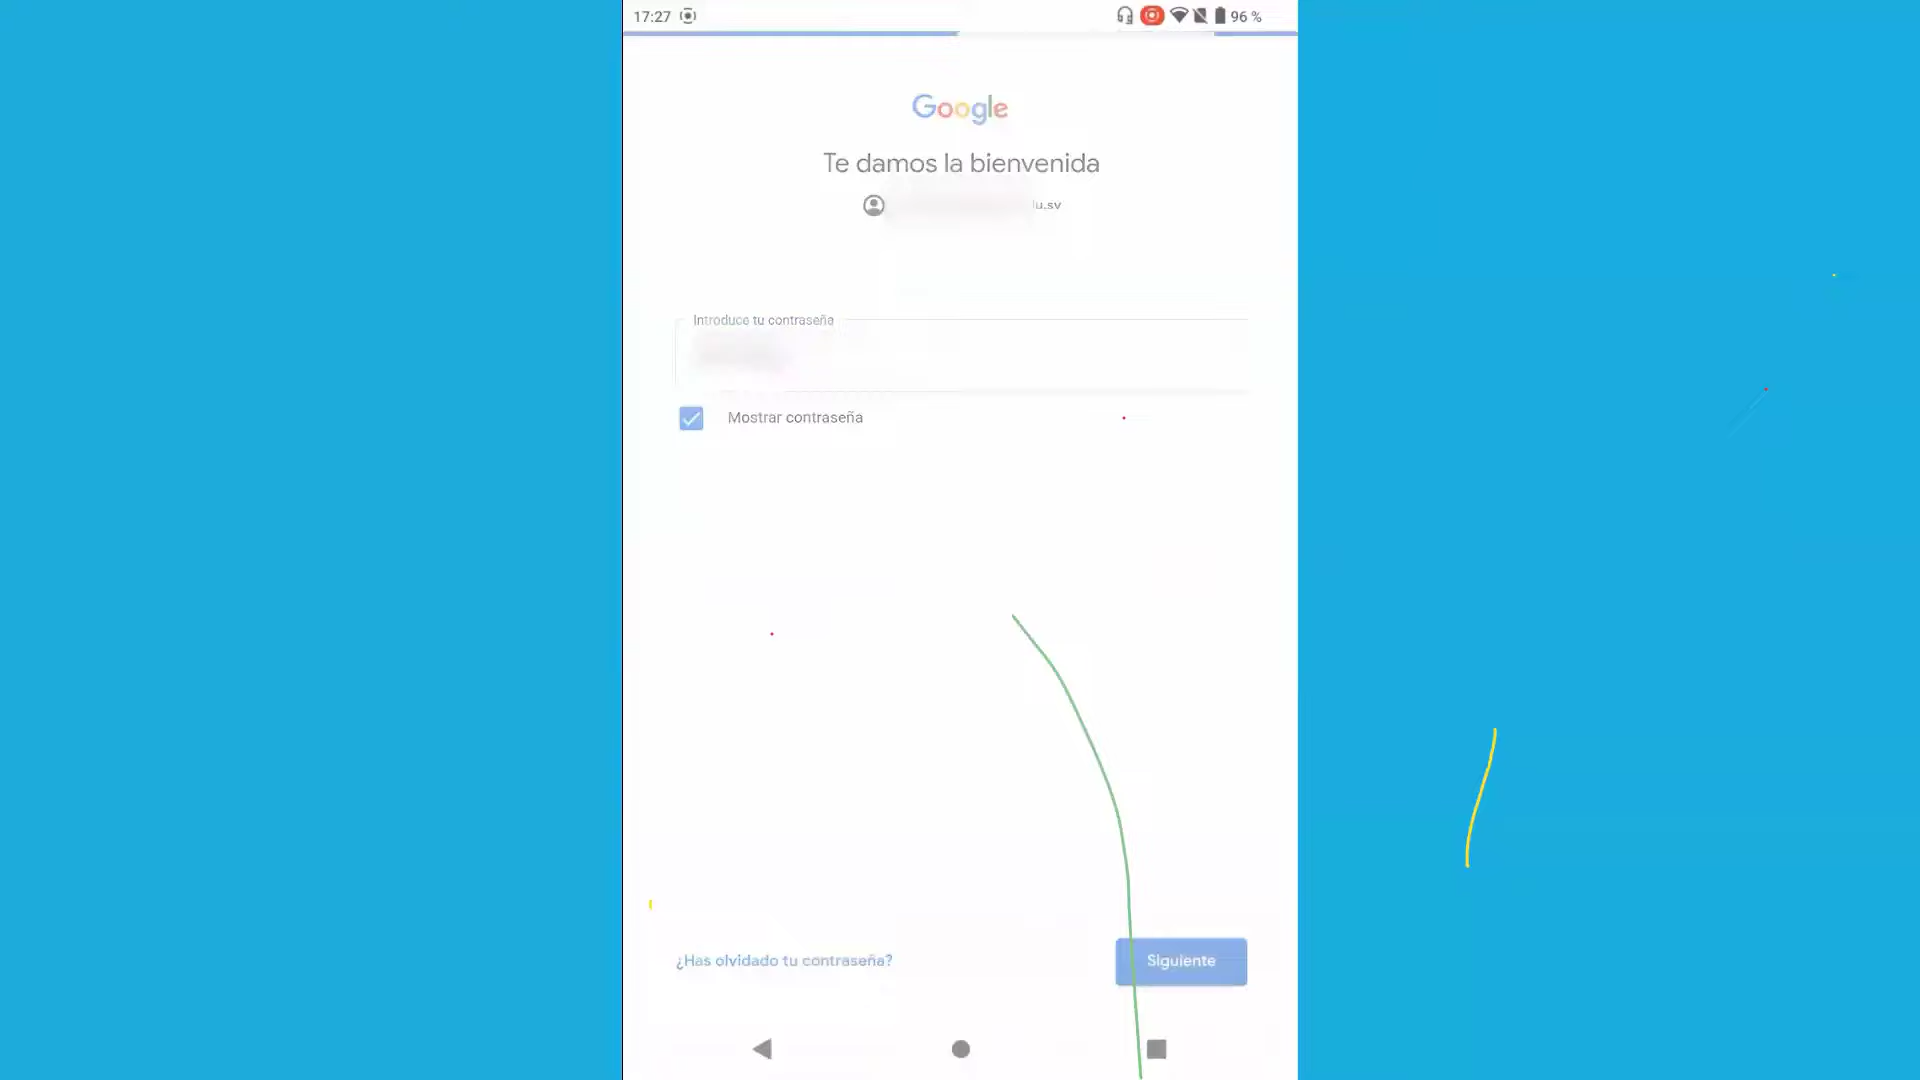 17:27
96 %
Google
Te damos la bienvenida
lu.sv
Introduce tu contraseña
Mostrar contraseña
¿Has olvidado tu contraseña?
Siguiente